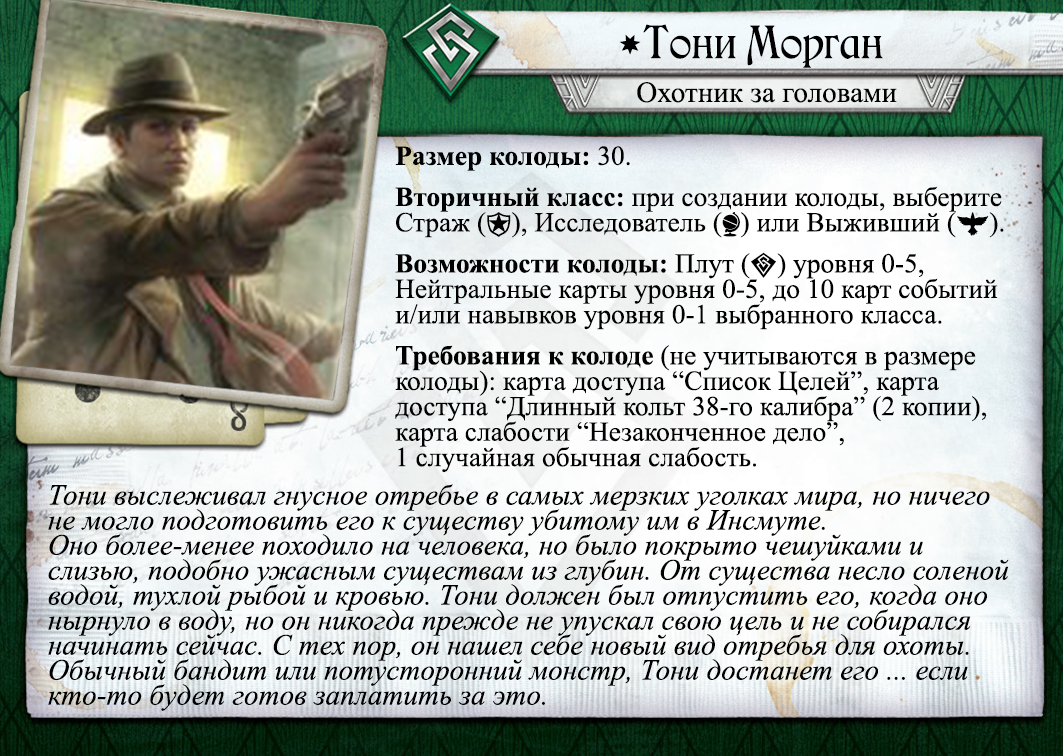 Тони Морган
Охотник за головами
Размер колоды: 30.
Вторичный класс: при создании колоды, выберите
Страж (), Исследователь () или Выживший ().
Возможности колоды: Плут () уровня 0-5,
Нейтральные карты уровня 0-5, до 10 карт событий
и/или навывков уровня 0-1 выбранного класса.
Требования к колоде (не учитываются в размере
колоды): карта доступа “Список Целей”, карта
доступа “Длинный кольт 38-го калибра” (2 копии),
карта слабости “Незаконченное дело”,
1 случайная обычная слабость.
Тони выслеживал гнусное отребье в самых мерзких уголках мира, но ничего
не могло подготовить его к существу убитому им в Инсмуте.
Оно более-менее походило на человека, но было покрыто чешуйками и
слизью, подобно ужасным существам из глубин. От существа несло соленой
водой, тухлой рыбой и кровью. Тони должен был отпустить его, когда оно
нырнуло в воду, но он никогда прежде не упускал свою цель и не собирался
начинать сейчас. С тех пор, он нашел себе новый вид отребья для охоты.
Обычный бандит или потусторонний монстр, Тони достанет его ... если
кто-то будет готов заплатить за это.